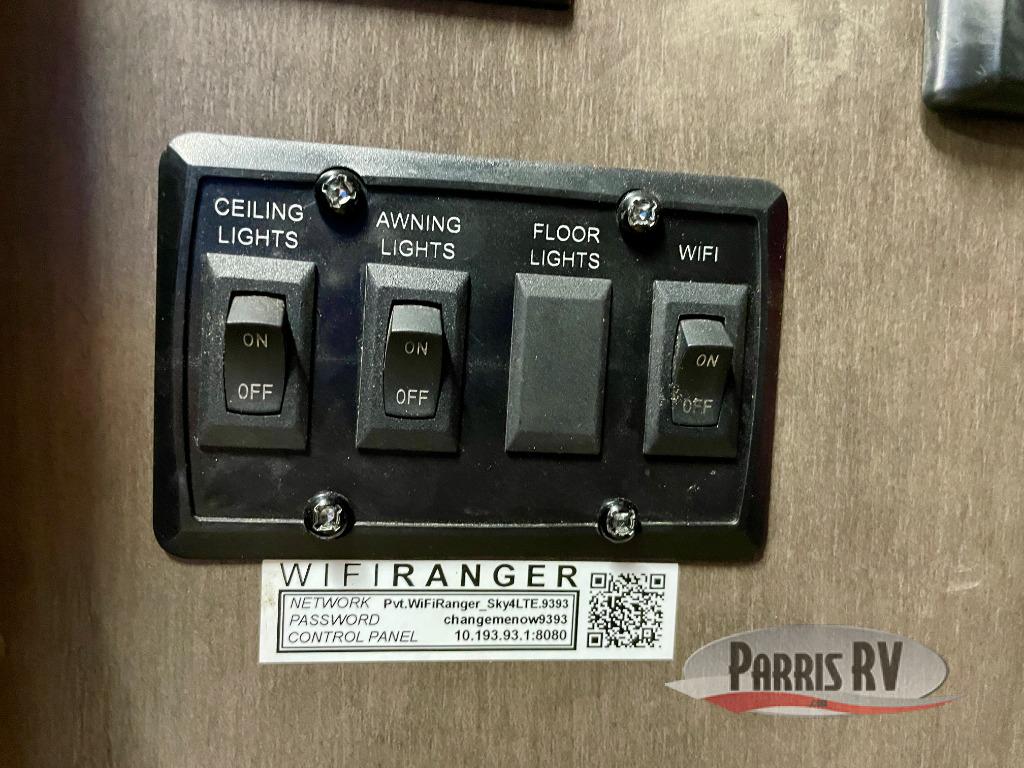 CEILING
LIGHTS
AWNING
LIGHTS
FLOOR
LIGHTS
WIFI
ON
OFF
ON
OFF
ON
OFF
WIFIRANGER
NETWORK Pvt.WiFiRanger_Sky4LTE.9393
PASSWORD changemenow9393
CONTROL PANEL 10.193.93.1:8080
PARRIS RV
.com